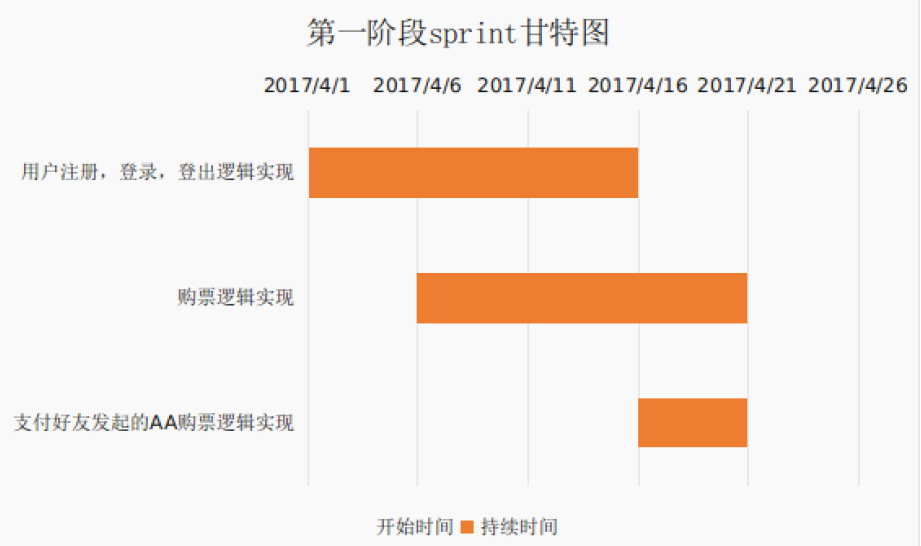 第一阶段sprint甘特图
2017/4/1 2017/4/6 2017/4/11 2017/4/16 2017/4/21 2017/4/26
用户注册，登录，登出逻辑实现
购票逻辑实现
支付好友发起的AA购票逻辑实现
开始时间 持续时间